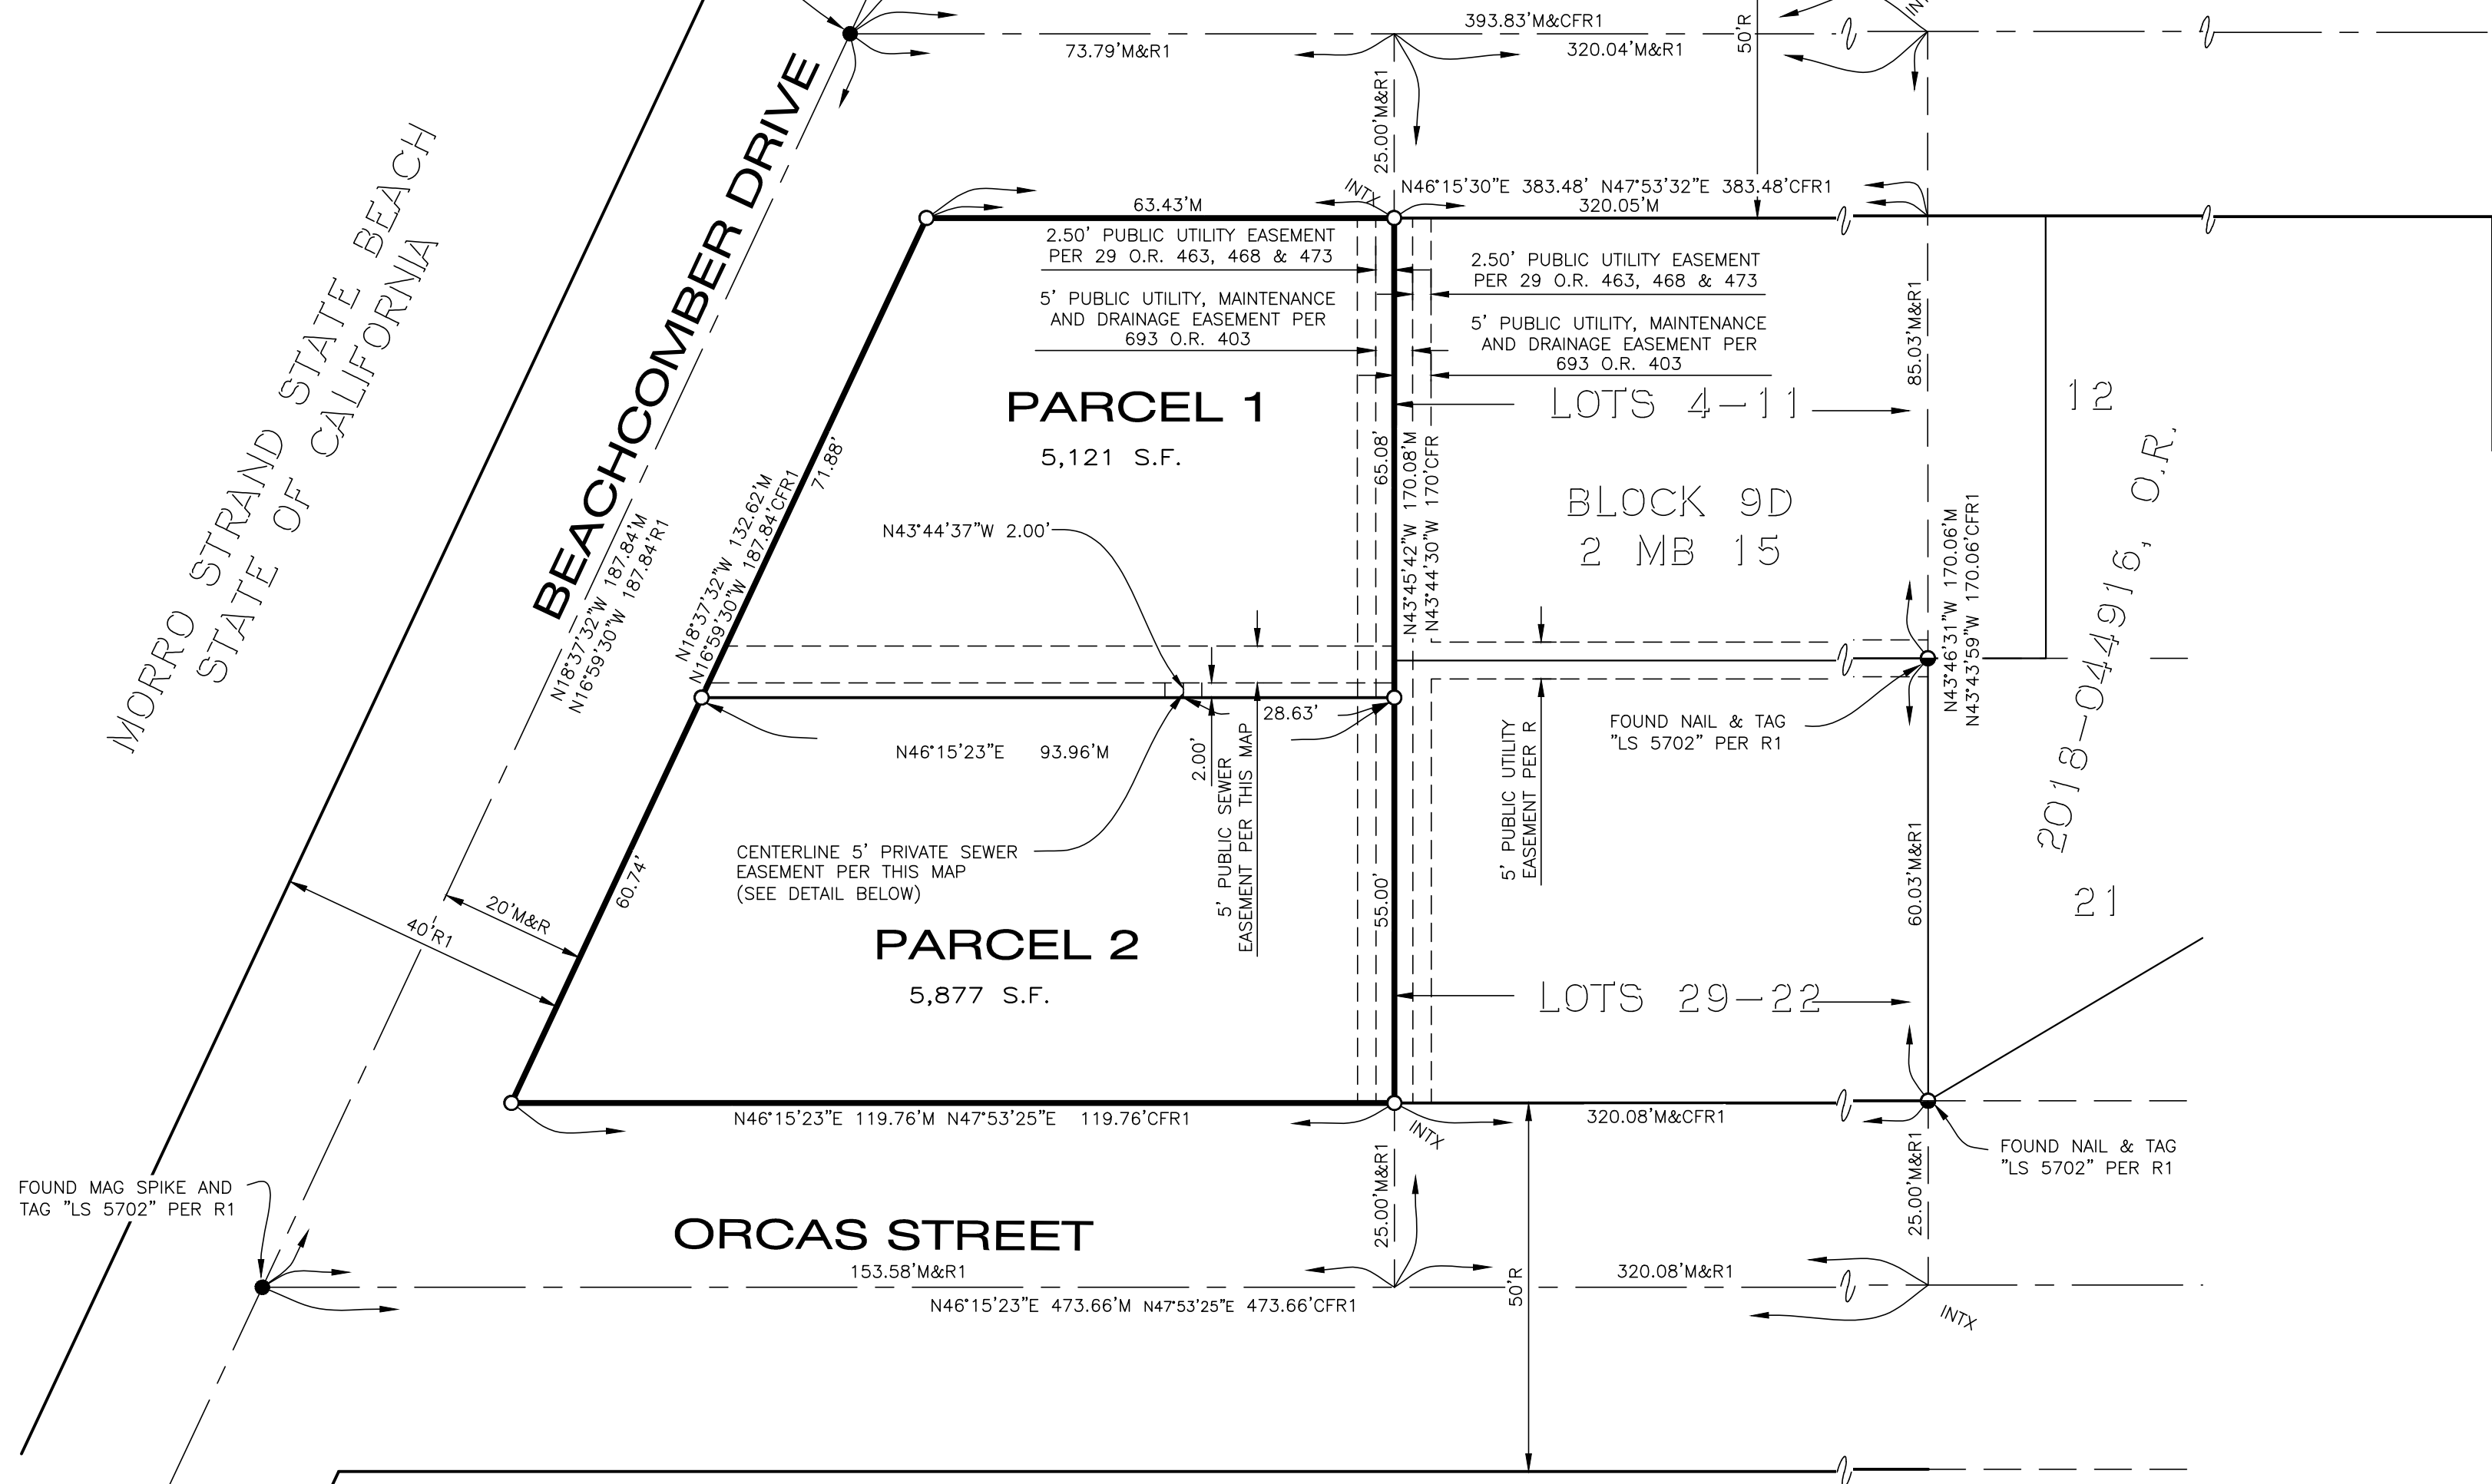 393.83'M&CFR1
73.79'M&R1
320.04'M&R1
50'R
25.00'M&R1
INTX
N46°15'30"E 383.48' N47°53'32"E 383.48'CFR1
63.43'M
320.05'M
BEACHCOMBER DRIVE
MORRO STRAND STATE BEACH
STATE OF CALIFORNIA
2.50' PUBLIC UTILITY EASEMENT
PER 29 O.R. 463, 468 & 473
5' PUBLIC UTILITY, MAINTENANCE
AND DRAINAGE EASEMENT PER
693 O.R. 403
2.50' PUBLIC UTILITY EASEMENT
PER 29 O.R. 463, 468 & 473
5' PUBLIC UTILITY, MAINTENANCE
AND DRAINAGE EASEMENT PER
693 O.R. 403
85.03'M&R1
PARCEL 1
5,121 S.F.
LOTS 4-11
12
71.88'
65.08'
N43°45'42"W 170.08'M
N43°44'30"W 170'CFR
BLOCK 9D
2 MB 15
N43°44'37"W 2.00'
N18°37'32"W 132.62'M
N16°59'30"W 187.84'CFR1
N18°37'32"W 187.84'M
N16°59'30"W 187.84'R1
N43°46'31"W 170.06'M
N43°43'59"W 170.06'CFR1
2018-044916, O.R.
28.63'
N46°15'23"E 93.96'M
2.00'
5' PUBLIC SEWER
EASEMENT PER THIS MAP
5' PUBLIC UTILITY
EASEMENT PER R
FOUND NAIL & TAG
"LS 5702" PER R1
CENTERLINE 5' PRIVATE SEWER
EASEMENT PER THIS MAP
(SEE DETAIL BELOW)
60.74'
55.00'
60.03'M&R1
20'M&R
40'R1
PARCEL 2
5,877 S.F.
LOTS 29-22
21
N46°15'23"E 119.76'M N47°53'25"E 119.76'CFR1
INTX
320.08'M&CFR1
25.00'M&R1
25.00'M&R1
FOUND NAIL & TAG
"LS 5702" PER R1
FOUND MAG SPIKE AND
TAG "LS 5702" PER R1
ORCAS STREET
153.58'M&R1
320.08'M&R1
50'R
N46°15'23"E 473.66'M N47°53'25"E 473.66'CFR1
INTX